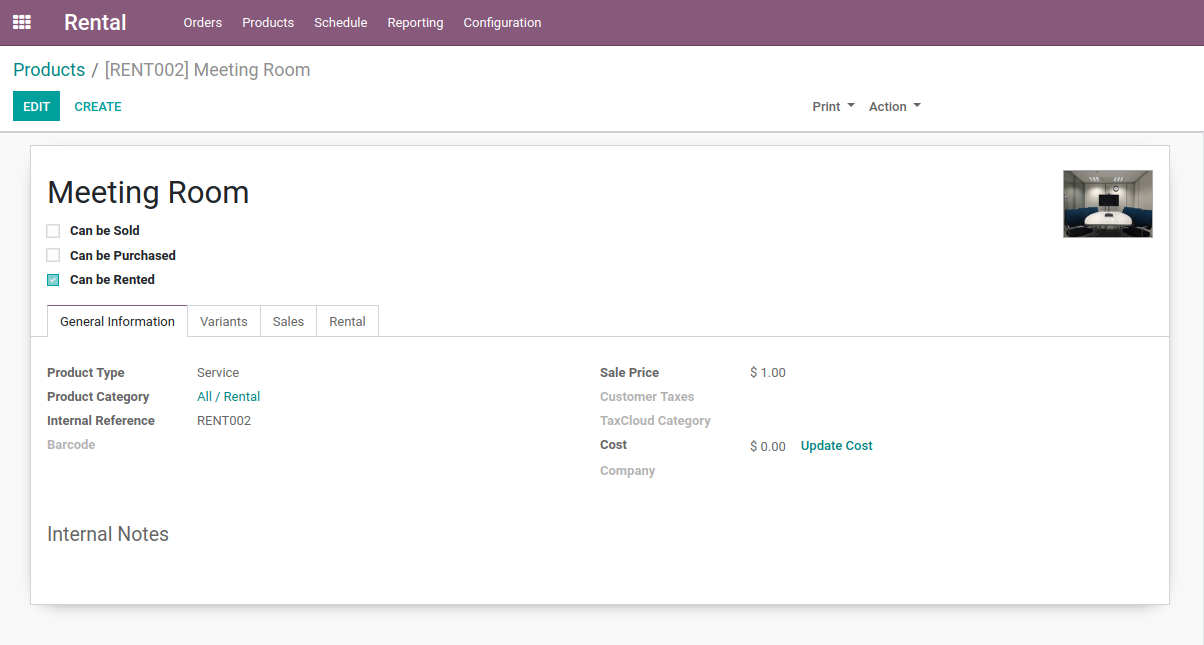 Rental Orders Products Schedule Reporting Configuration
Products / [RENT002] Meeting Room
EDIT CREATE Print Action
Meeting Room
Can be Sold
Can be Purchased
Can be Rented
General Information Variants Sales Rental
Product Type Service
Product Category All / Rental
Internal Reference RENT002
Barcode
Sale Price $ 1.00
Customer Taxes
TaxCloud Category
Cost $ 0.00 Update Cost
Company
Internal Notes